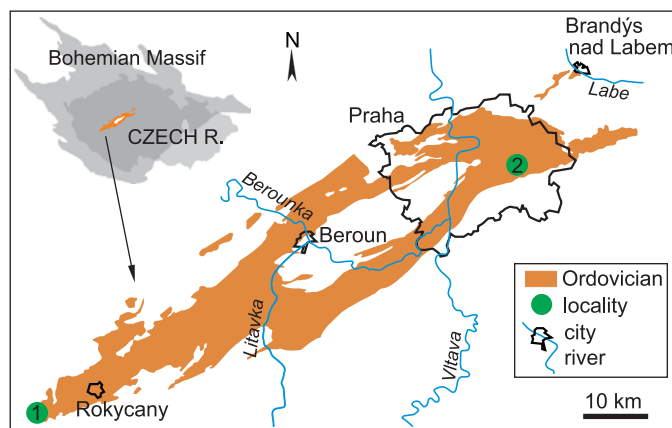 Bohemian Massif
CZECH R.
N
Brandýs
nad Labem
Labe
Praha
2
Berounka
Beroun
Litavka
Vltava
1
Rokycany
Ordovician
locality
city
river
10 km